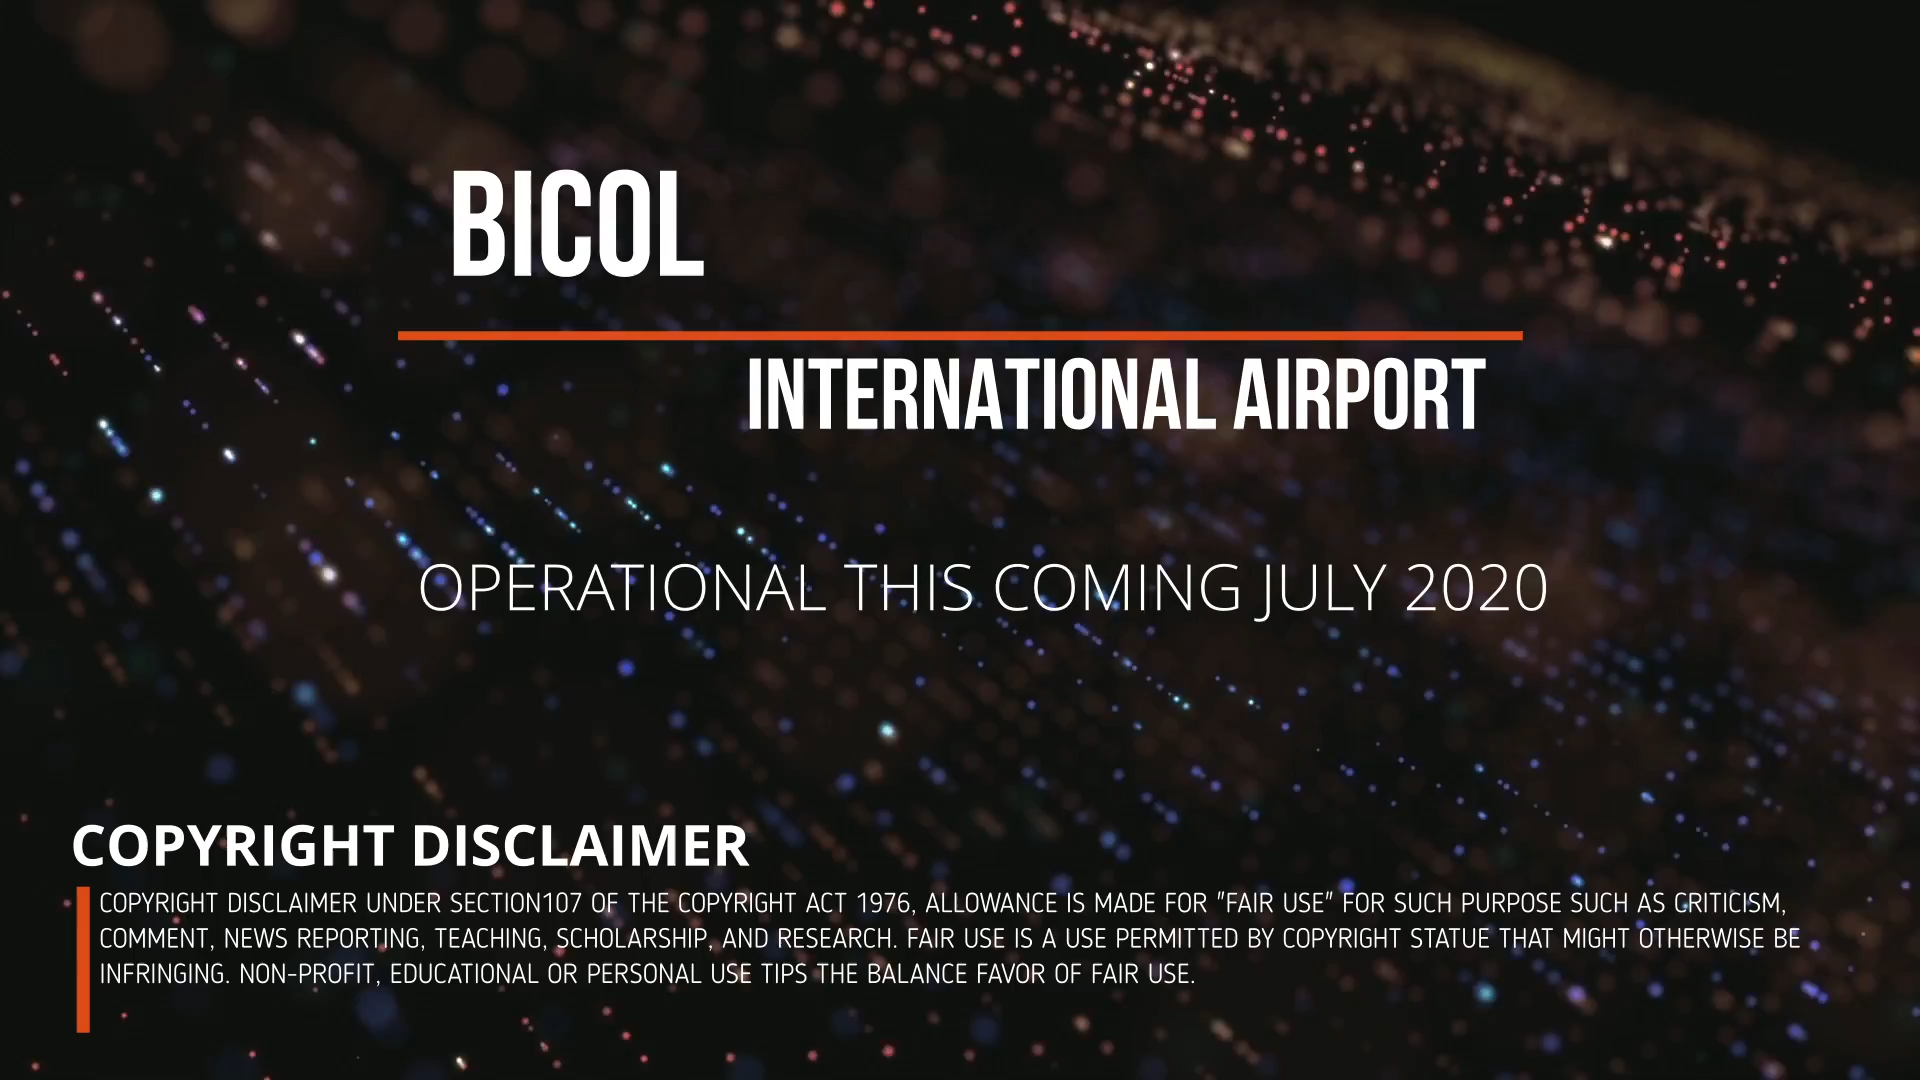 BICOL
INTERNATIONAL AIRPORT
OPERATIONAL THIS COMING JULY 2020
COPYRIGHT DISCLAIMER
COPYRIGHT DISCLAIMER UNDER SECTION107 OF THE COPYRIGHT ACT 1976, ALLOWANCE IS MADE FOR "FAIR USE" FOR SUCH PURPOSE SUCH AS CRITICISM,
COMMENT, NEWS REPORTING, TEACHING, SCHOLARSHIP, AND RESEARCH. FAIR USE IS A USE PERMITTED BY COPYRIGHT STATUE THAT MIGHT OTHERWISE BE
INFRINGING. NON-PROFIT, EDUCATIONAL OR PERSONAL USE TIPS THE BALANCE FAVOR OF FAIR USE.